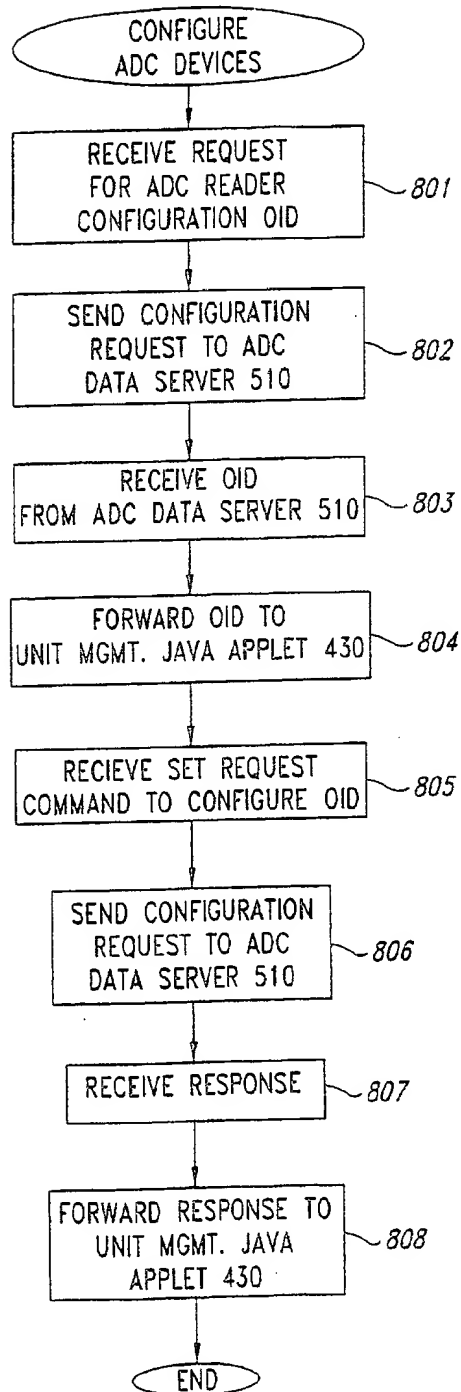 CONFIGURE
ADC DEVICES
RECEIVE REQUEST
FOR ADC READER
CONFIGURATION OID
801
SEND CONFIGURATION
REQUEST TO ADC
DATA SERVER 510
802
RECEIVE OID
FROM ADC DATA SERVER 510
803
FORWARD OID TO
UNIT MGMT. JAVA APPLET 430
804
RECIEVE SET REQUEST
COMMAND TO CONFIGURE OID
805
SEND CONFIGURATION
REQUEST TO ADC
DATA SERVER 510
806
RECEIVE RESPONSE
807
FORWARD RESPONSE TO
UNIT MGMT. JAVA
APPLET 430
808
END